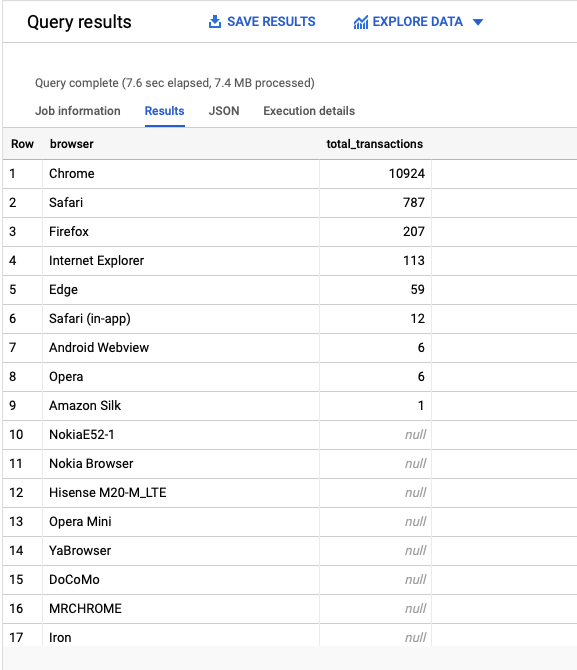 Query results SAVE RESULTS EXPLORE DATA
Query complete (7.6 sec elapsed, 7.4 MB processed)
Job information Results JSON Execution details
Row browser total_transactions
1 Chrome 10924
2 Safari 787
3 Firefox 207
4 Internet Explorer 113
5 Edge 59
6 Safari (in-app) 12
7 Android Webview 6
8 Opera 6
9 Amazon Silk 1
10 NokiaE52-1 null
11 Nokia Browser null
12 Hisense M20-M_LTE null
13 Opera Mini null
14 YaBrowser null
15 DoCoMo null
16 MRCHROME null
17 Iron null